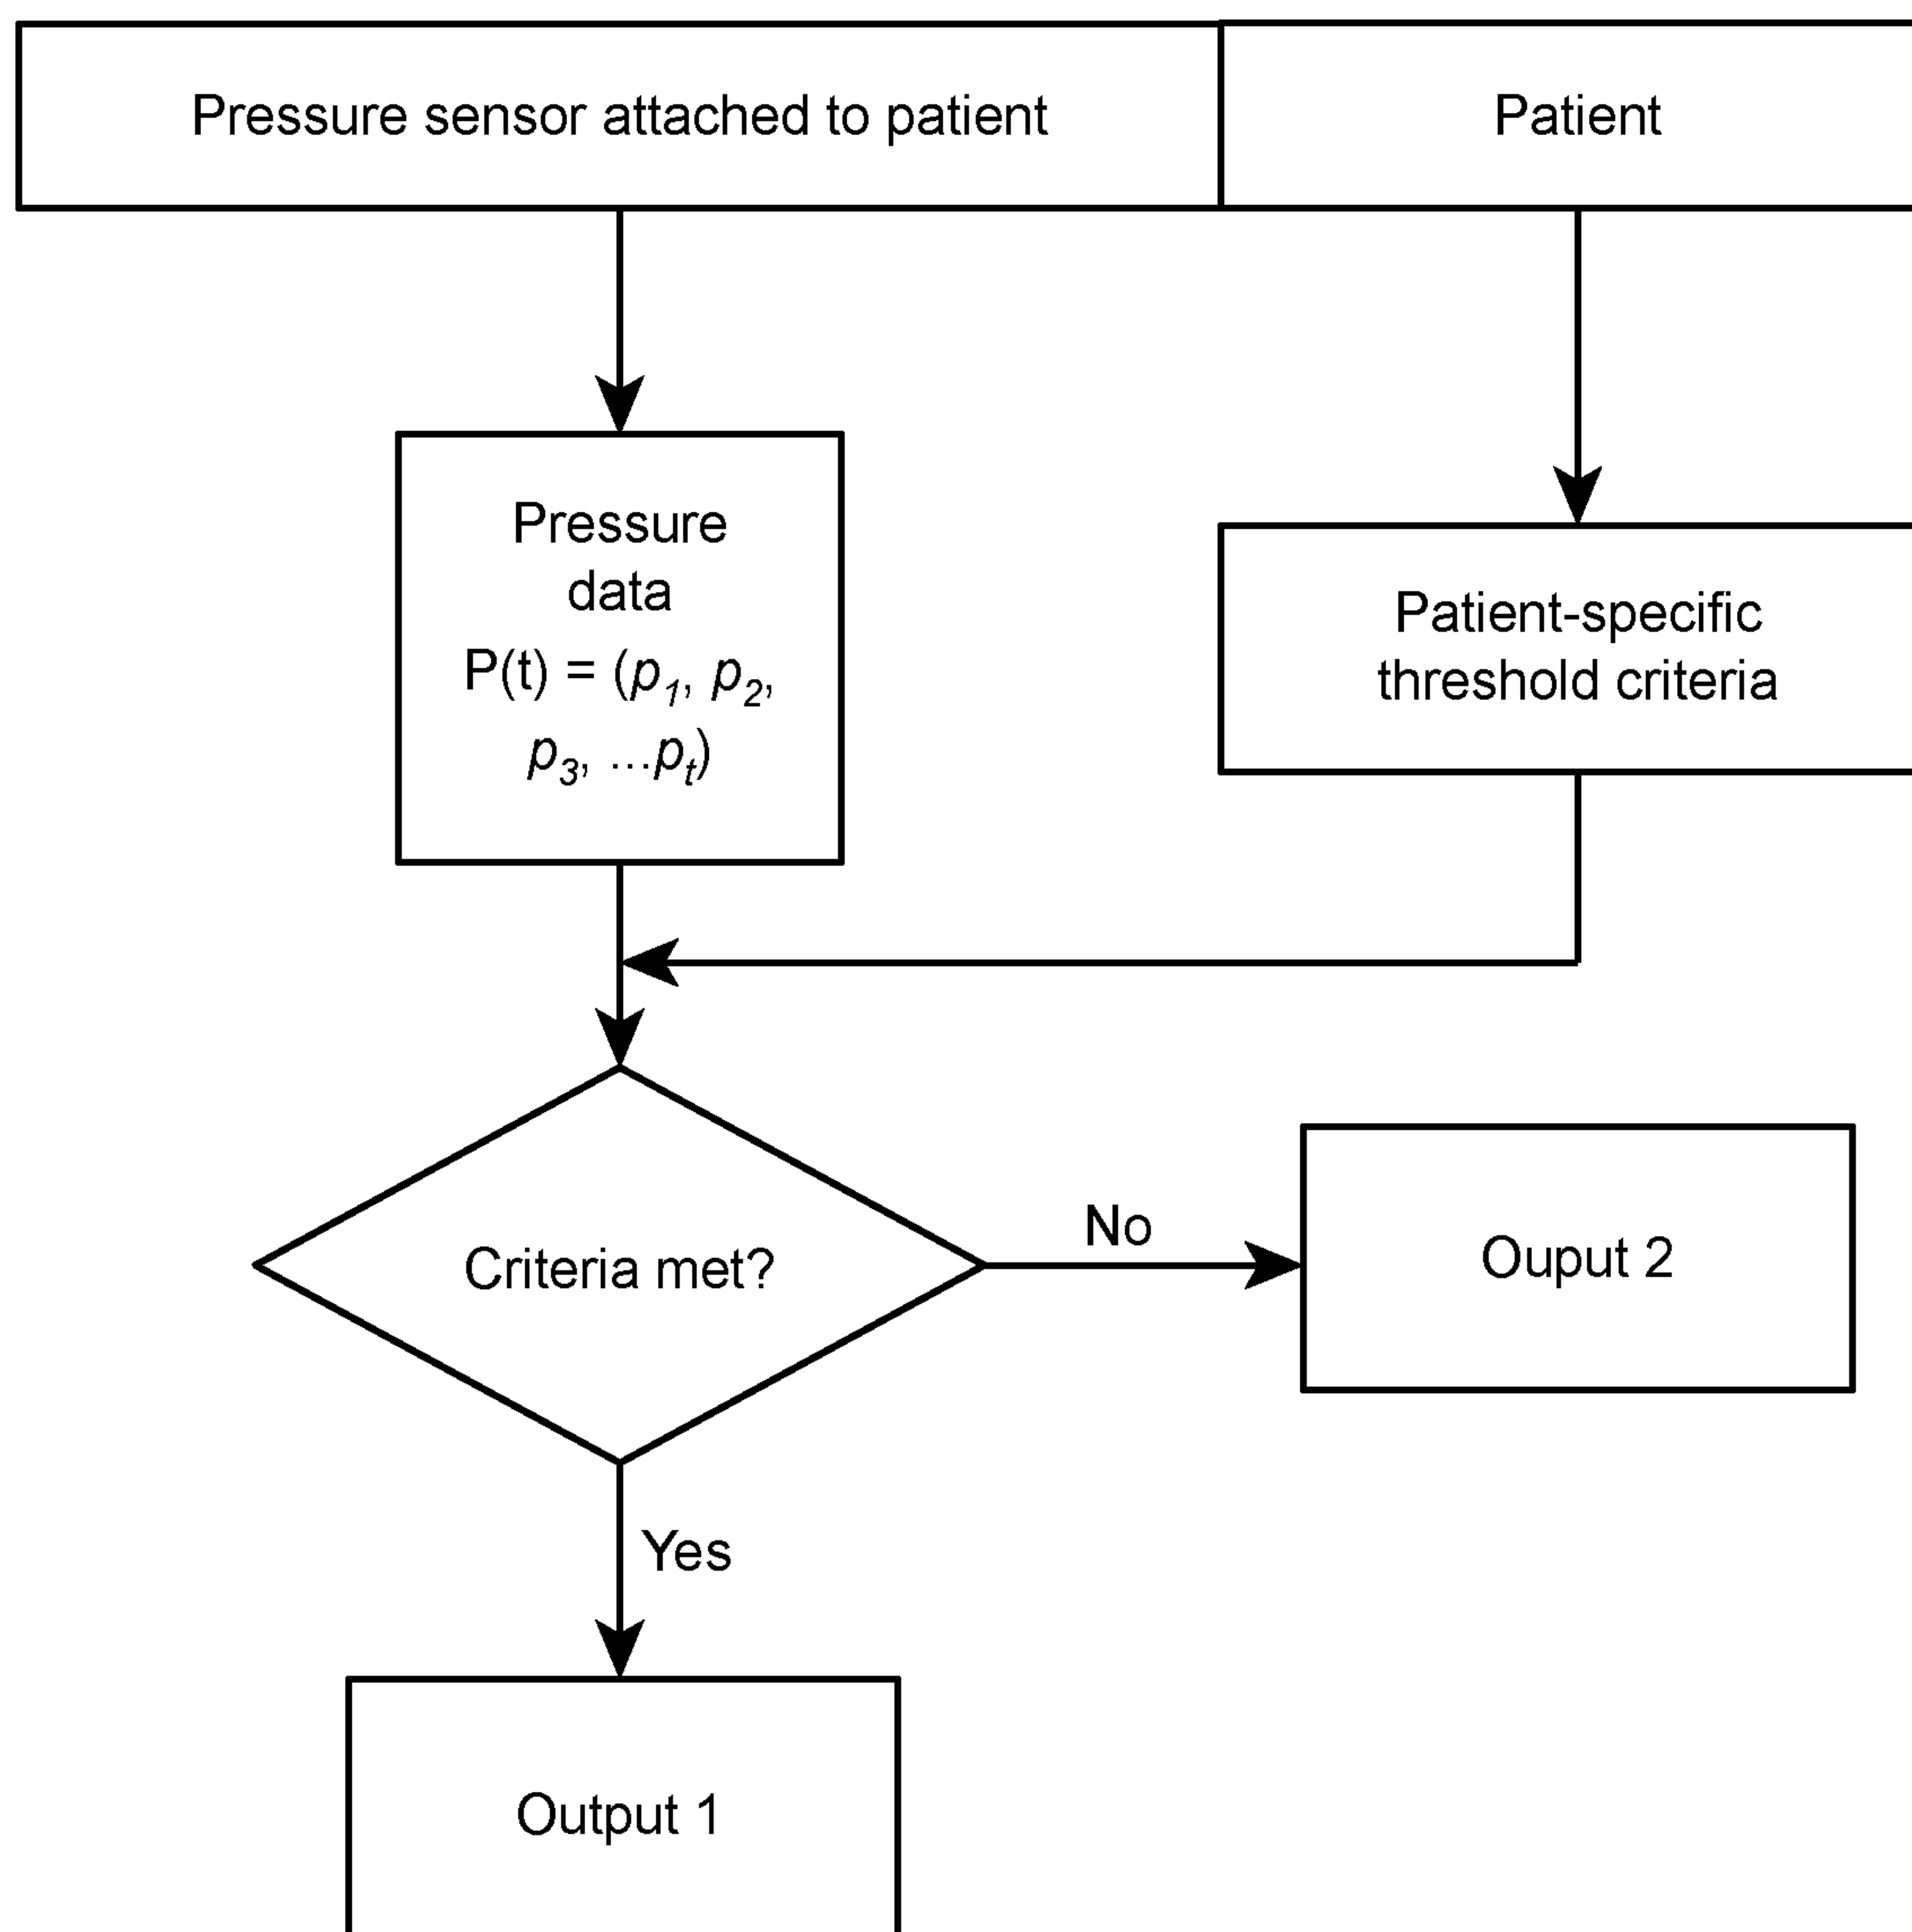 Pressure sensor attached to patient
Patient
Pressure
data
P(t) = (p₁, p₂,
p₃, ...pₜ)
Patient-specific
threshold criteria
Criteria met?
No
Ouput 2
Yes
Output 1